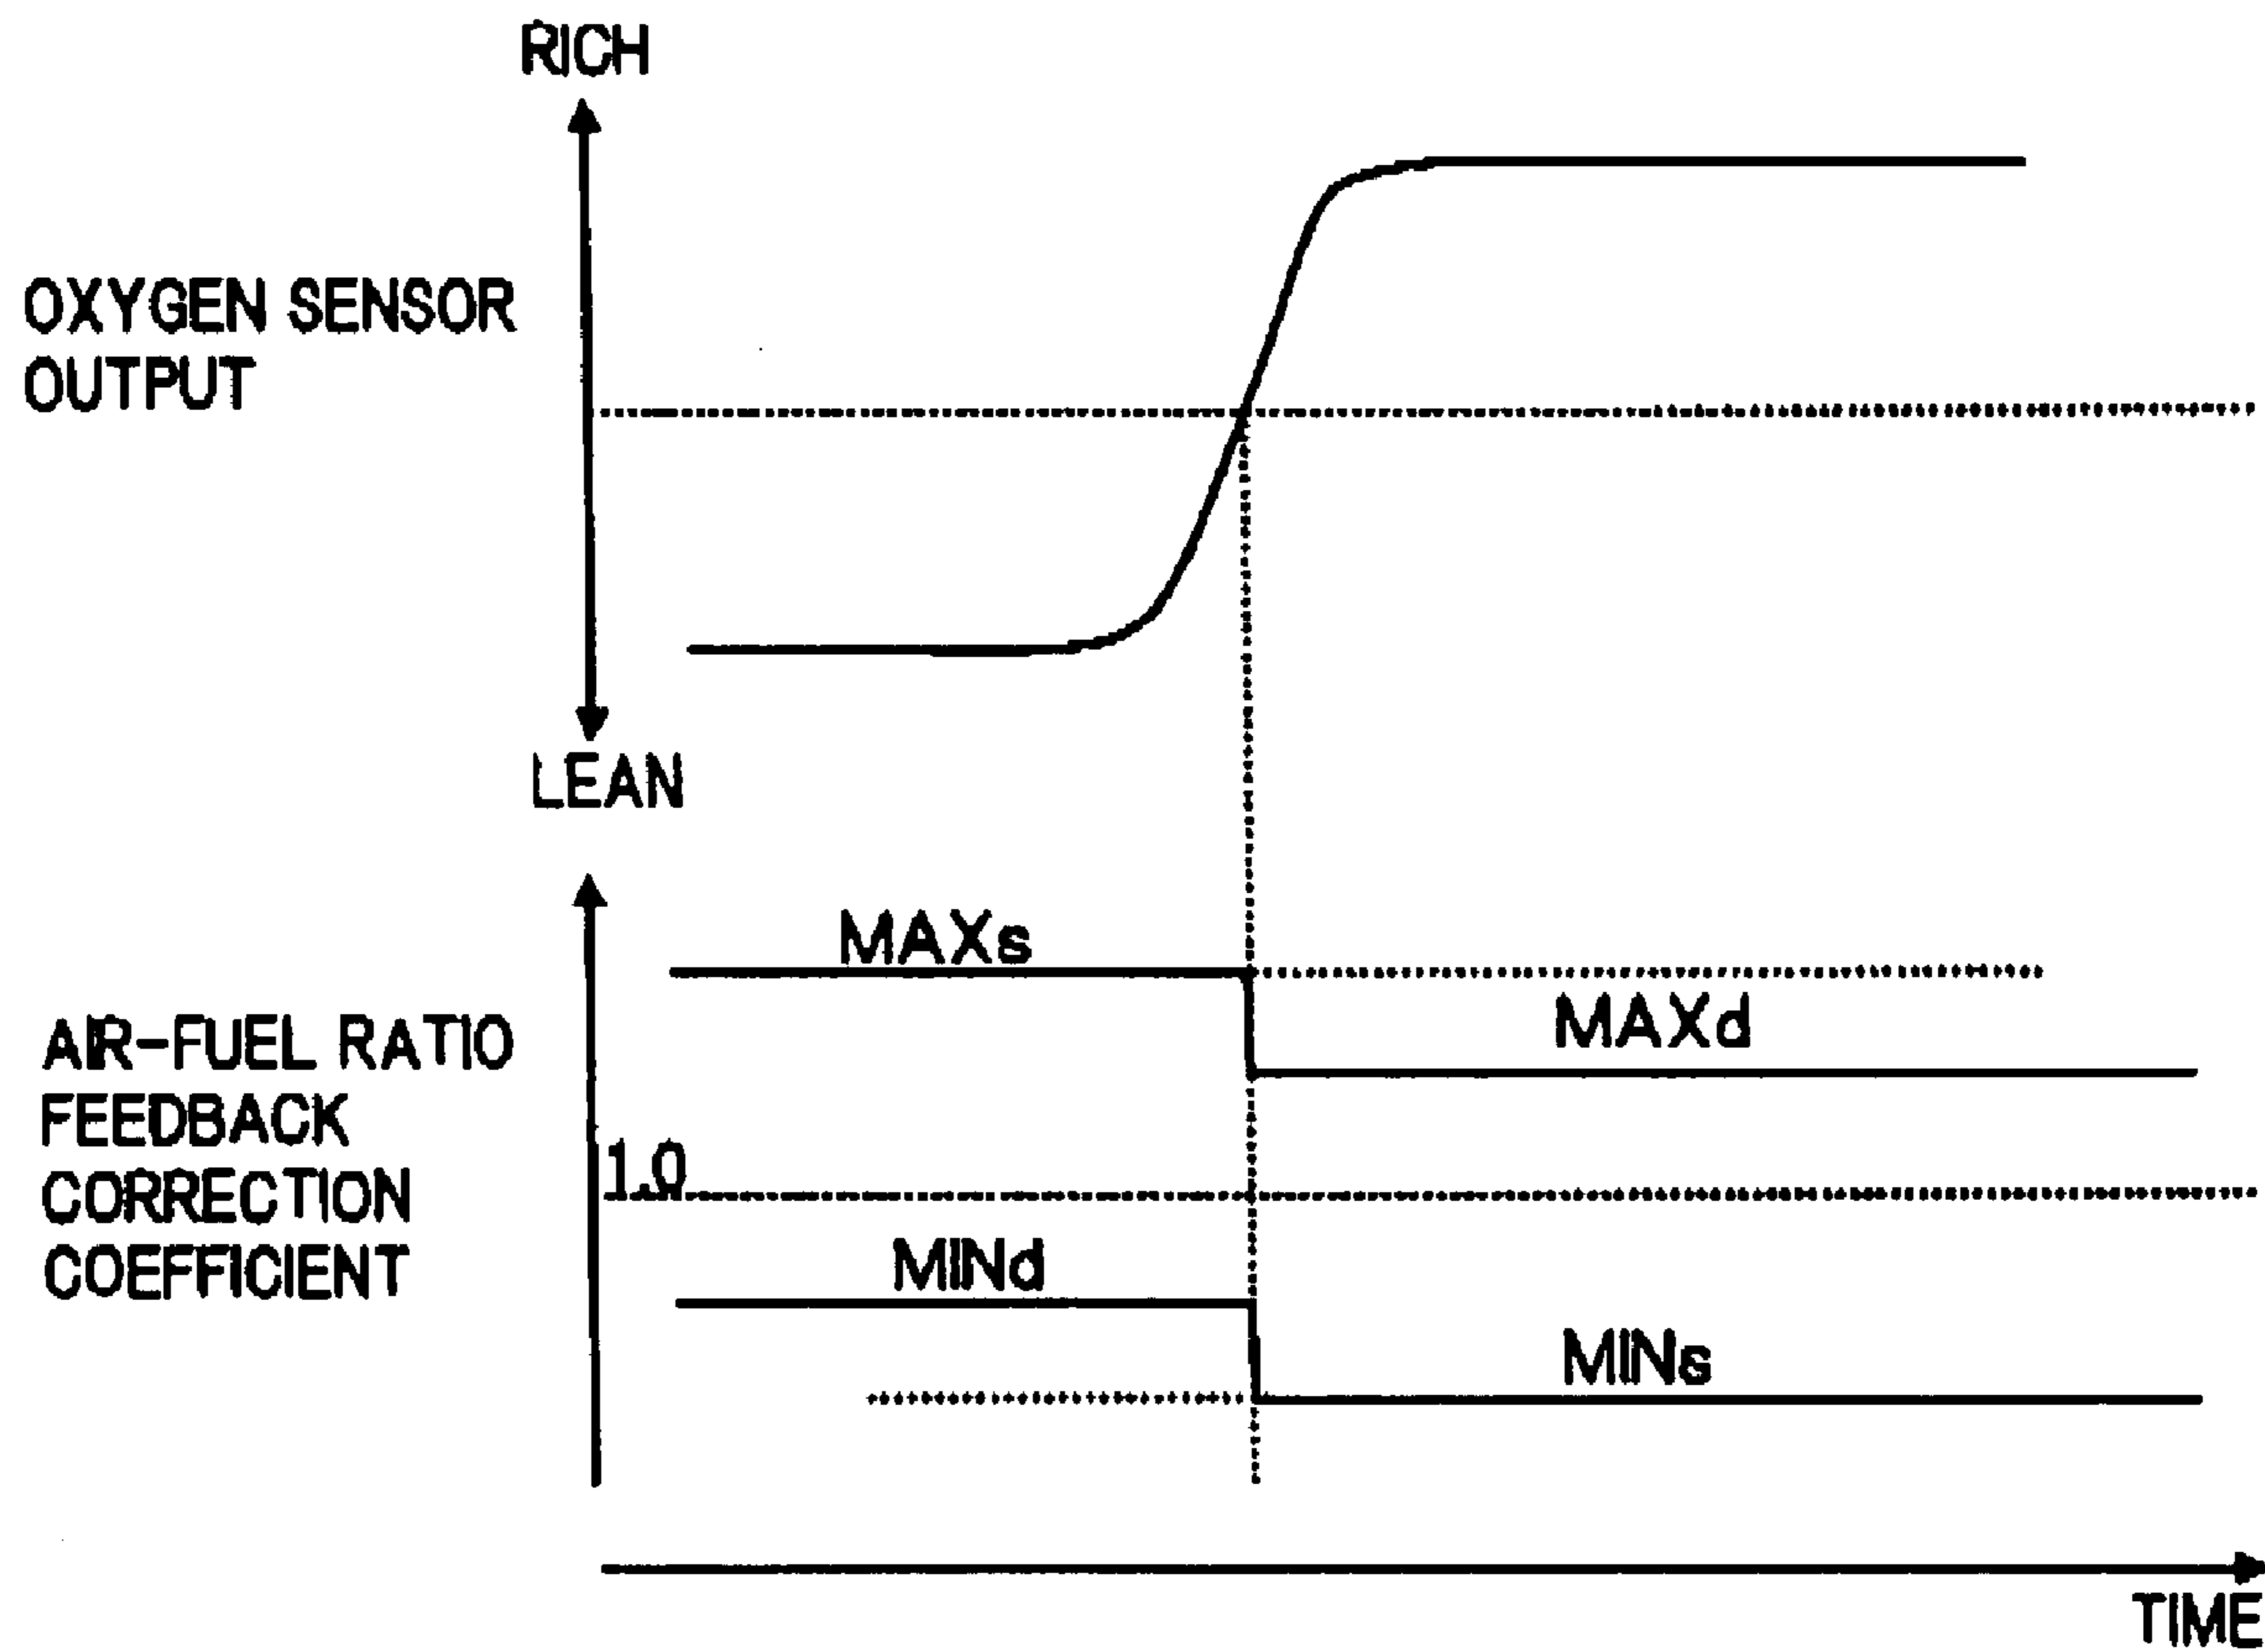 RICH
OXYGEN SENSOR
OUTPUT
LEAN
MAXs
MAXd
AIR-FUEL RATIO
FEEDBACK
CORRECTION
COEFFICIENT
1.0
MINd
MINs
TIME